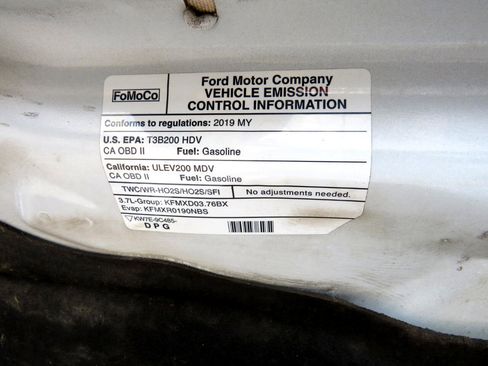 FoMoCo
Ford Motor Company
VEHICLE EMISSION
CONTROL INFORMATION
Conforms to regulations: 2019 MY
U.S. EPA: T3B200 HDV
CA OBD II Fuel: Gasoline
California: ULEV200 MDV
CA OBD II Fuel: Gasoline
TWC/WR-HO2S/HO2S/SFI No adjustments needed.
3.7L-Group: KFMXD03.76BX
Evap: KFMXR0190NBS
KW7E-9C485-
DPG